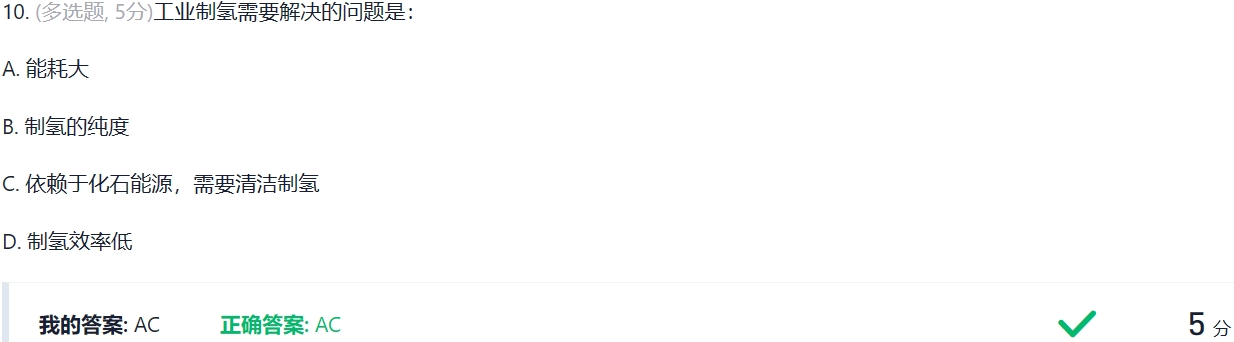 10. (多选题, 5分)工业制氢需要解决的问题是：
A. 能耗大
B. 制氢的纯度
C. 依赖于化石能源，需要清洁制氢
D. 制氢效率低
我的答案: AC 正确答案: AC 5 分